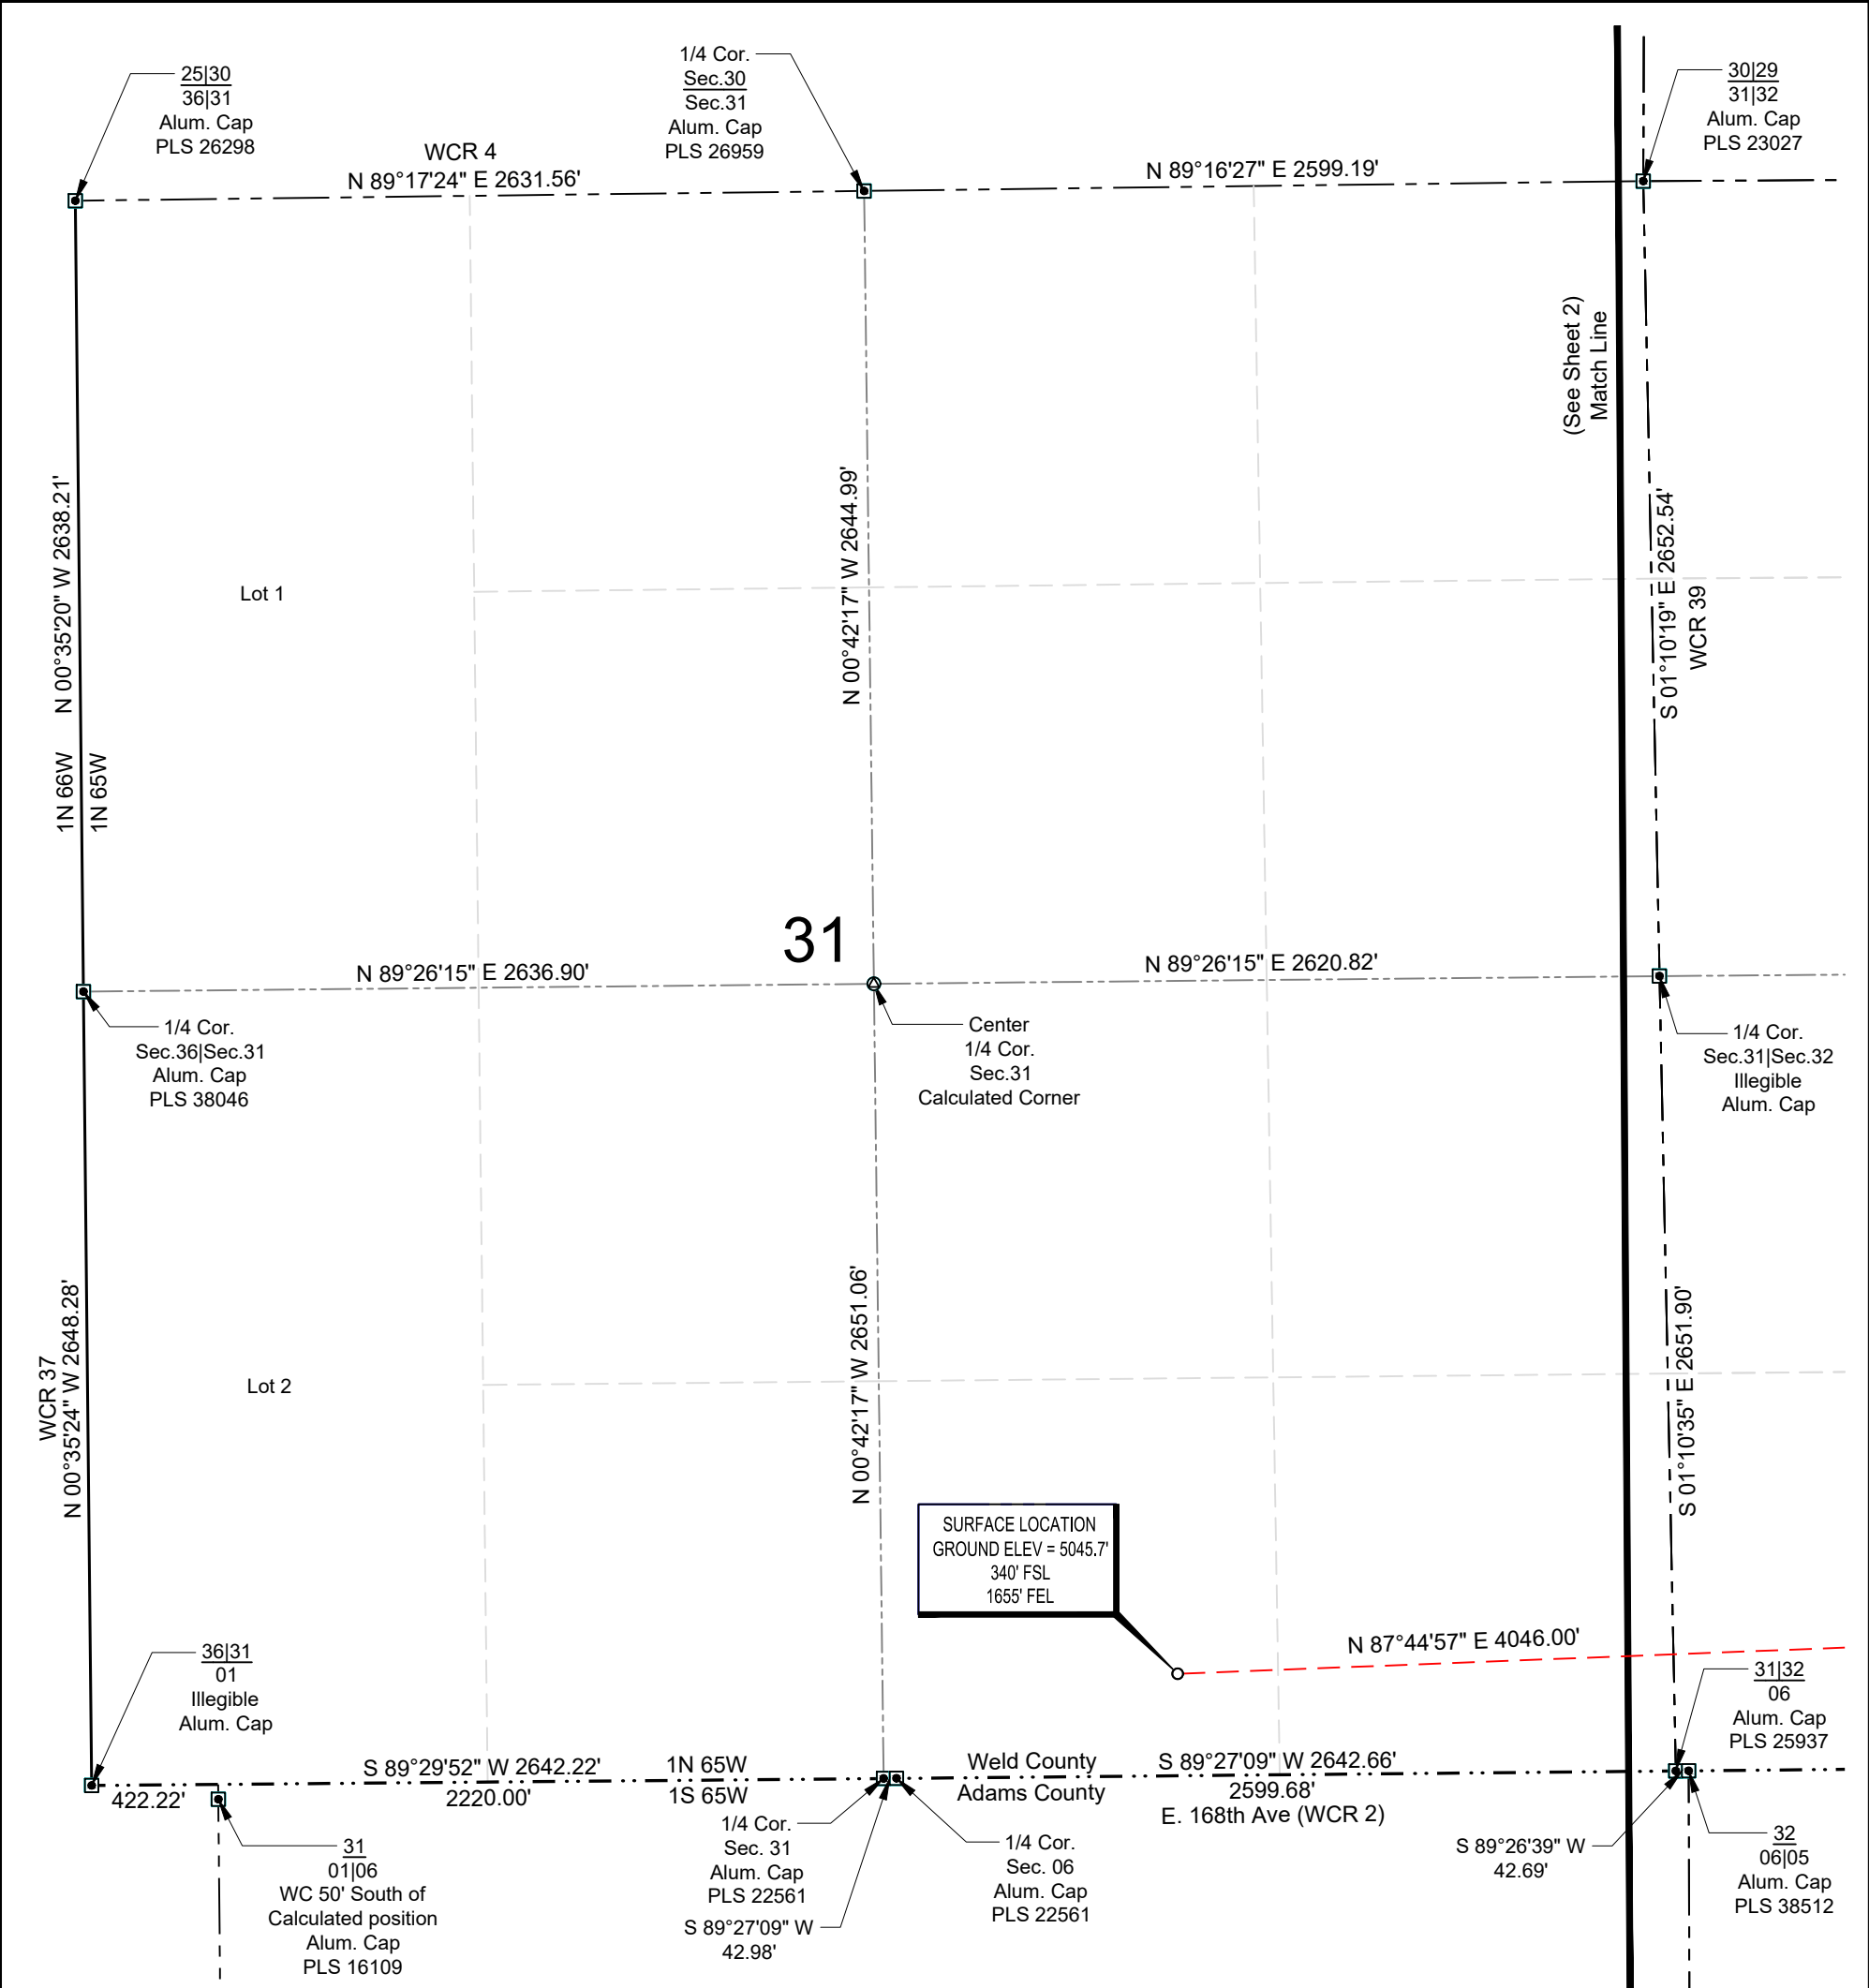 25|30
36|31
Alum. Cap
PLS 26298
1/4 Cor.
Sec.30
Sec.31
Alum. Cap
PLS 26959
30|29
31|32
Alum. Cap
PLS 23027
WCR 4
N 89°17'24" E 2631.56'
N 89°16'27" E 2599.19'
(See Sheet 2)
Match Line
N 00°35'20" W 2638.21'
N 00°42'17" W 2644.99'
S 01°10'19" E 2652.54'
WCR 39
Lot 1
1N 66W
1N 65W
31
N 89°26'15" E 2636.90'
N 89°26'15" E 2620.82'
1/4 Cor.
Sec.36|Sec.31
Alum. Cap
PLS 38046
Center
1/4 Cor.
Sec.31
Calculated Corner
1/4 Cor.
Sec.31|Sec.32
Illegible
Alum. Cap
WCR 37
N 00°35'24" W 2648.28'
Lot 2
N 00°42'17" W 2651.06'
S 01°10'35" E 2651.90'
SURFACE LOCATION
GROUND ELEV = 5045.7'
340' FSL
1655' FEL
N 87°44'57" E 4046.00'
36|31
01
Illegible
Alum. Cap
31|32
06
Alum. Cap
PLS 25937
S 89°29'52" W 2642.22'
1N 65W
Weld County
S 89°27'09" W 2642.66'
422.22'
2220.00'
1S 65W
Adams County
2599.68'
E. 168th Ave (WCR 2)
31
01|06
WC 50' South of
Calculated position
Alum. Cap
PLS 16109
1/4 Cor.
Sec. 31
Alum. Cap
PLS 22561
S 89°27'09" W
42.98'
1/4 Cor.
Sec. 06
Alum. Cap
PLS 22561
S 89°26'39" W
42.69'
32
06|05
Alum. Cap
PLS 38512